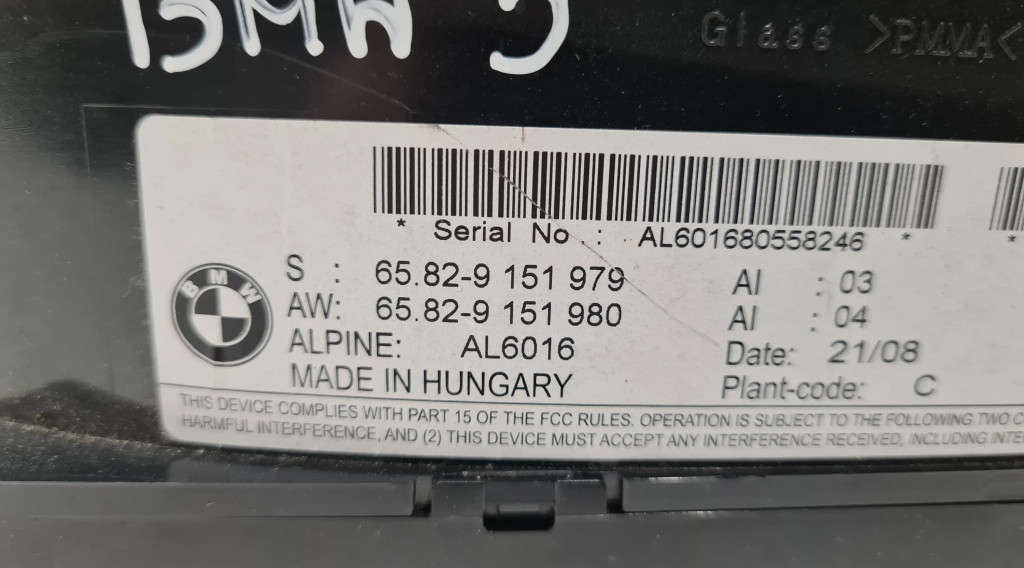 BMW 5
Glass >PMMA<
* Serial No. : AL601680558246 *
*
BMW
S : 65.82-9 151 979 AI : 03
AW: 65.82-9 151 980 AI : 04
ALPINE: AL6016 Date: 21/08
MADE IN HUNGARY Plant-code: C
THIS DEVICE COMPLIES WITH PART 15 OF THE FCC RULES. OPERATION IS SUBJECT TO THE FOLLOWING TWO
HARMFUL INTERFERENCE, AND (2) THIS DEVICE MUST ACCEPT ANY INTERFERENCE RECEIVED, INCLUDING